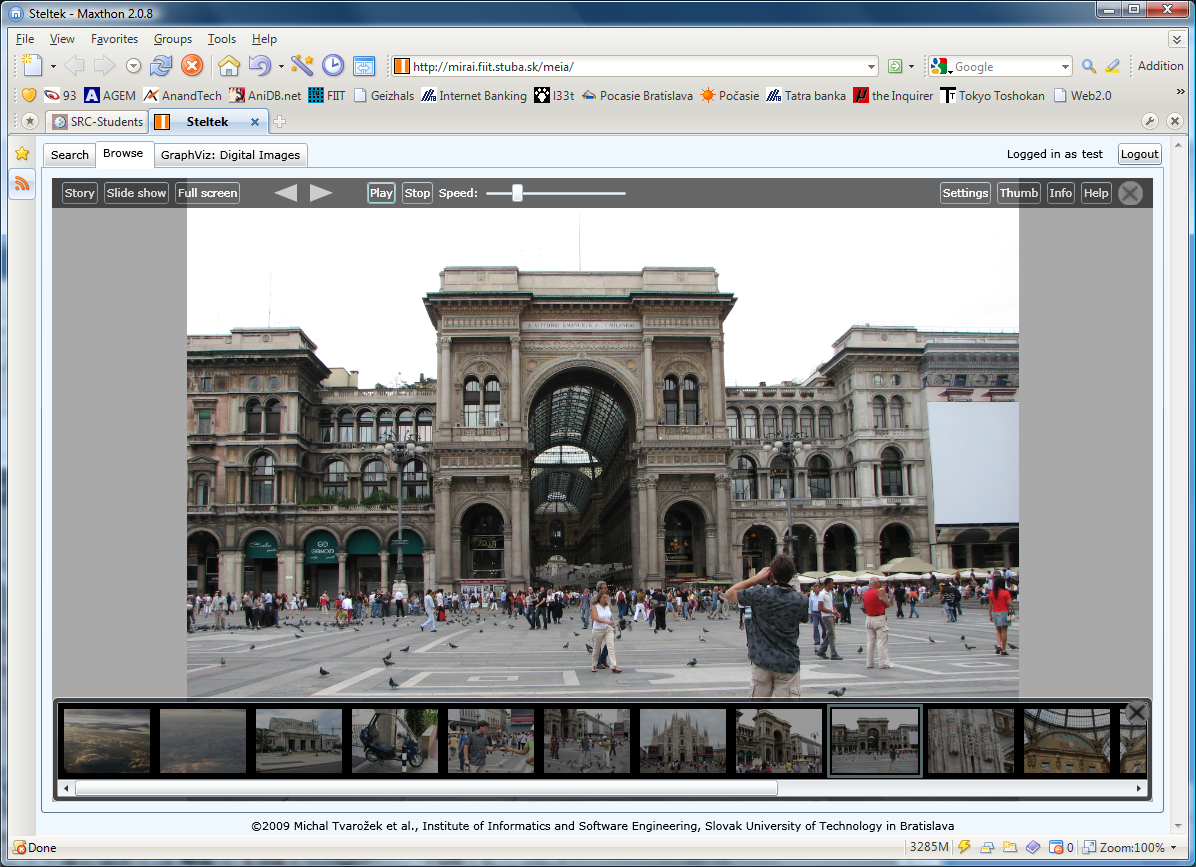 Steltek - Maxthon 2.0.8
File View Favorites Groups Tools Help
http://mirai.fiit.stuba.sk/meia/ Google Addition
93 AGEM AnandTech AniDB.net FIIT Geizhals Internet Banking l33t Pocasie Bratislava Počasie Tatra banka the Inquirer Tokyo Toshokan Web2.0 »
SRC-Students Steltek
Search Browse GraphViz: Digital Images Logged in as test Logout
Story Slide show Full screen Play Stop Speed: Settings Thumb Info Help
©2009 Michal Tvarožek et al., Institute of Informatics and Software Engineering, Slovak University of Technology in Bratislava
Done 3285M 0 Zoom:100%